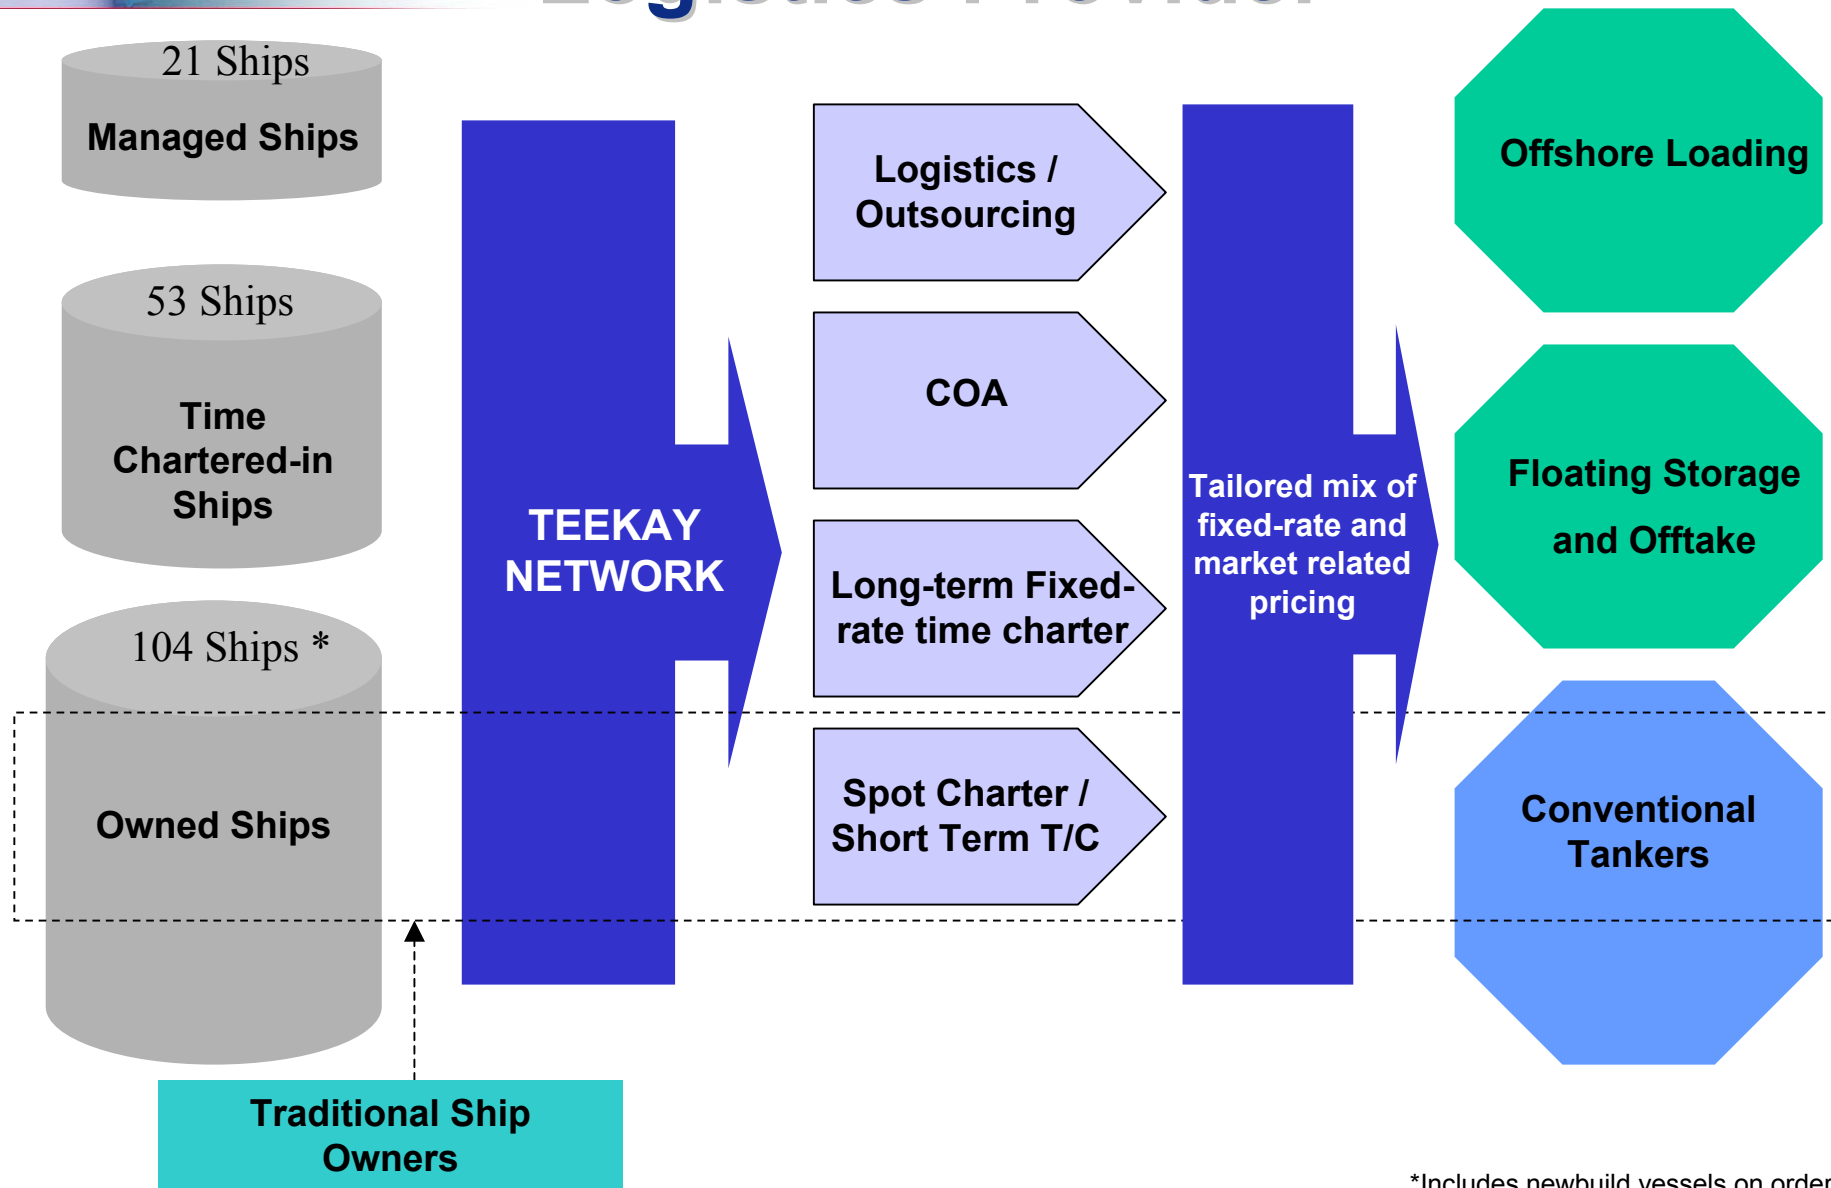 Logistics Provider
21 Ships
Managed Ships
53 Ships
Time
Chartered-in
Ships
104 Ships *
Owned Ships
TEEKAY
NETWORK
Logistics /
Outsourcing
COA
Long-term Fixed-
rate time charter
Spot Charter /
Short Term T/C
Tailored mix of
fixed-rate and
market related
pricing
Offshore Loading
Floating Storage
and Offtake
Conventional
Tankers
Traditional Ship
Owners
*Includes newbuild vessels on order